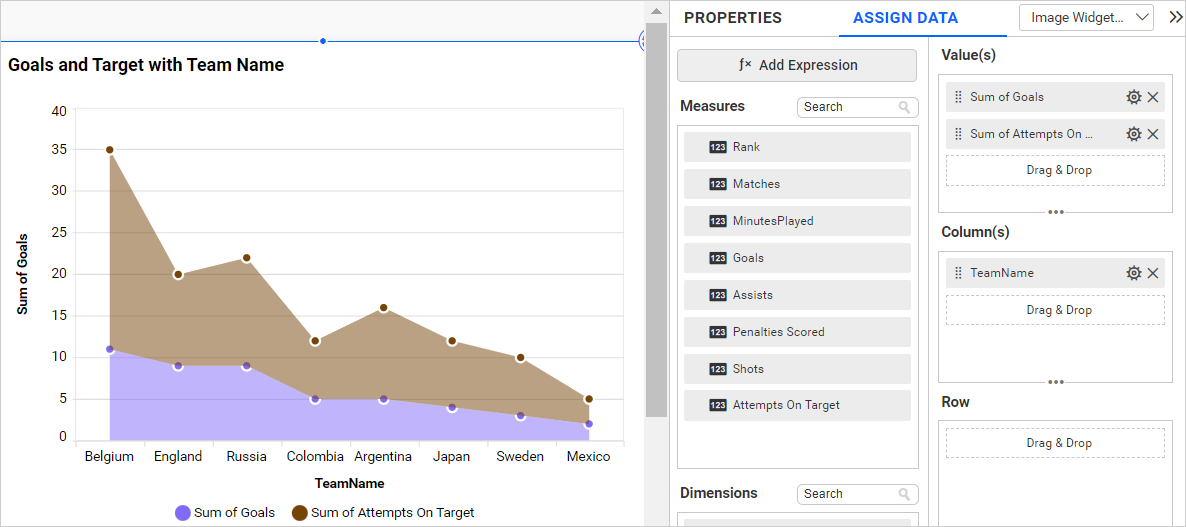 Goals and Target with Team Name
40
35
30
25
20
15
10
5
0
Sum of Goals
Belgium England Russia Colombia Argentina Japan Sweden Mexico
TeamName
Sum of Goals Sum of Attempts On Target
PROPERTIES ASSIGN DATA Image Widget...
ƒx Add Expression
Measures Search
123 Rank
123 Matches
123 MinutesPlayed
123 Goals
123 Assists
123 Penalties Scored
123 Shots
123 Attempts On Target
Dimensions Search
Value(s)
Sum of Goals
Sum of Attempts On ...
Drag & Drop
Column(s)
TeamName
Drag & Drop
Row
Drag & Drop